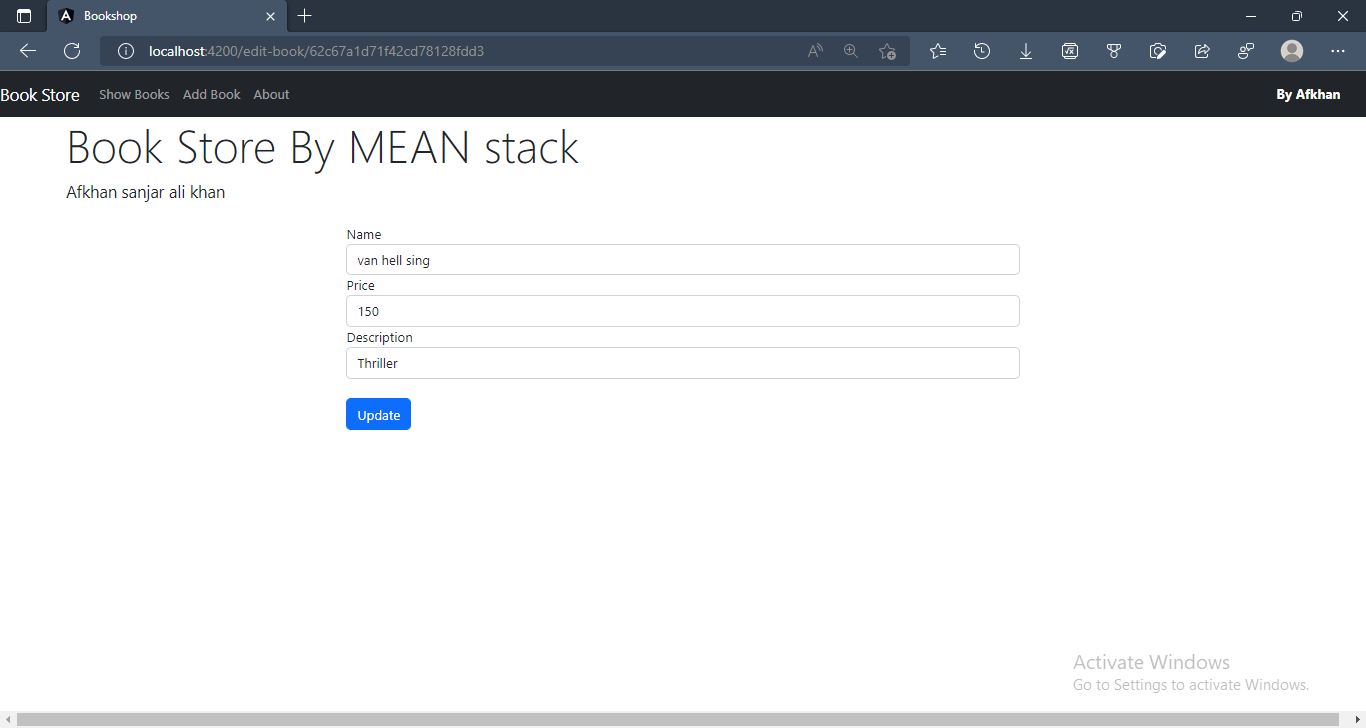 Bookshop
localhost:4200/edit-book/62c67a1d71f42cd78128fdd3
Book Store Show Books Add Book About By Afkhan
Book Store By MEAN stack
Afkhan sanjar ali khan
Name
van hell sing
Price
150
Description
Thriller
Update
Activate Windows
Go to Settings to activate Windows.